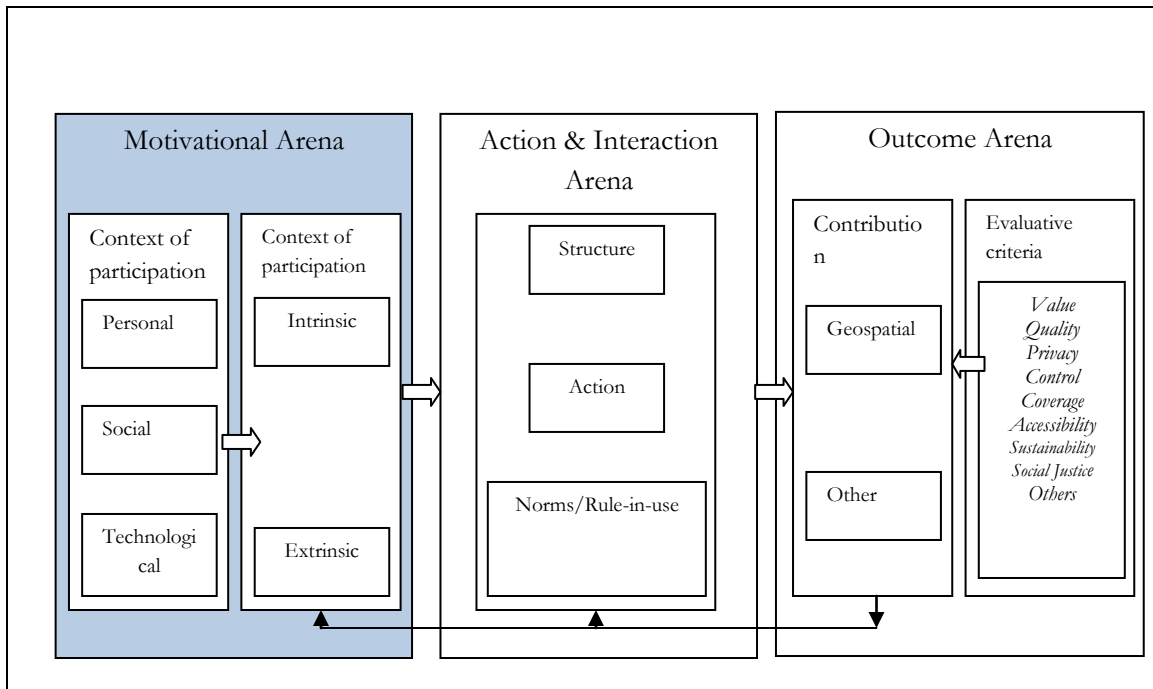 Motivational Arena
Context of
participation
Personal
Social
Technologi
cal
Context of
participation
Intrinsic
Extrinsic
Action & Interaction
Arena
Structure
Action
Norms/Rule-in-use
Outcome Arena
Contributio
n
Geospatial
Other
Evaluative
criteria
Value
Quality
Privacy
Control
Coverage
Accessibility
Sustainability
Social Justice
Others